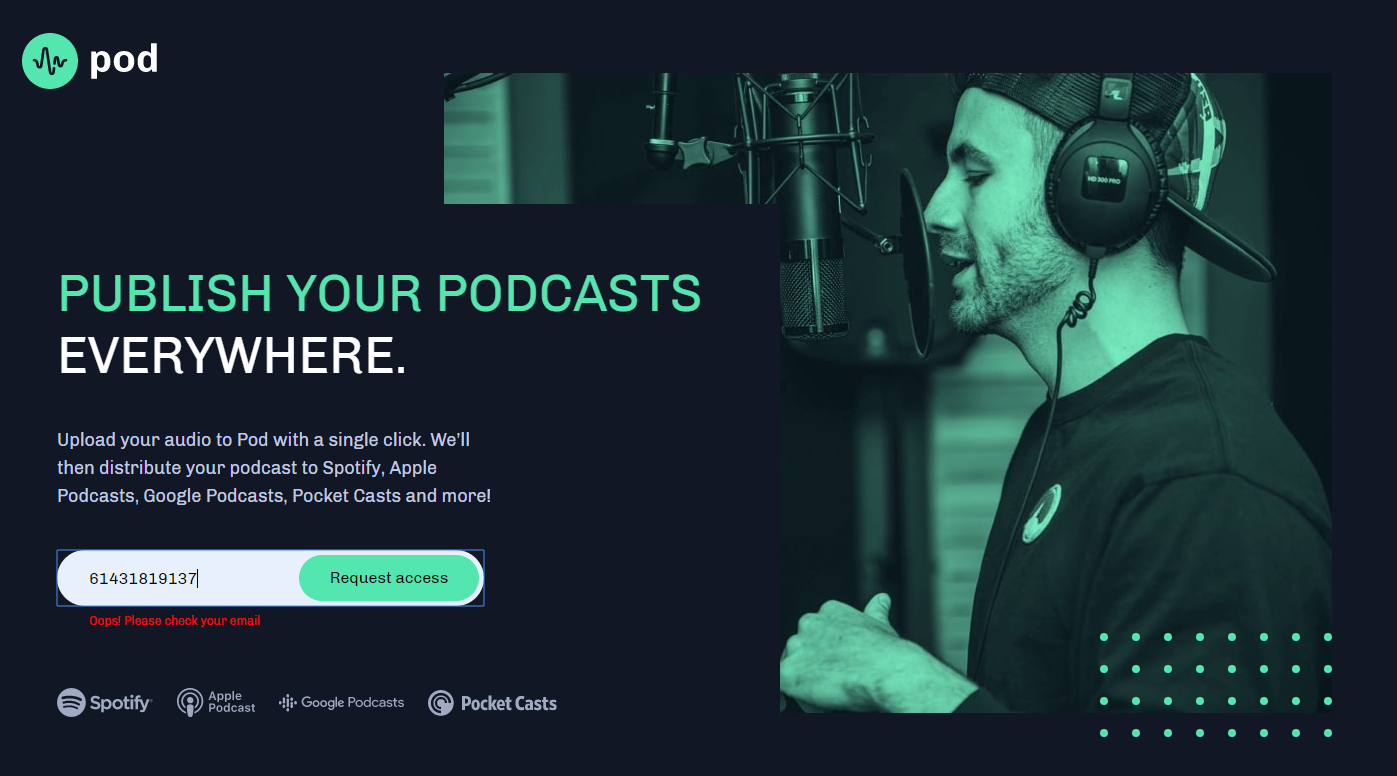 pod
HD 300 PRO
PUBLISH YOUR PODCASTS
EVERYWHERE.
Upload your audio to Pod with a single click. We’ll
then distribute your podcast to Spotify, Apple
Podcasts, Google Podcasts, Pocket Casts and more!
61431819137
Request access
Oops! Please check your email
Spotify
Apple
Podcast
Google Podcasts
Pocket Casts